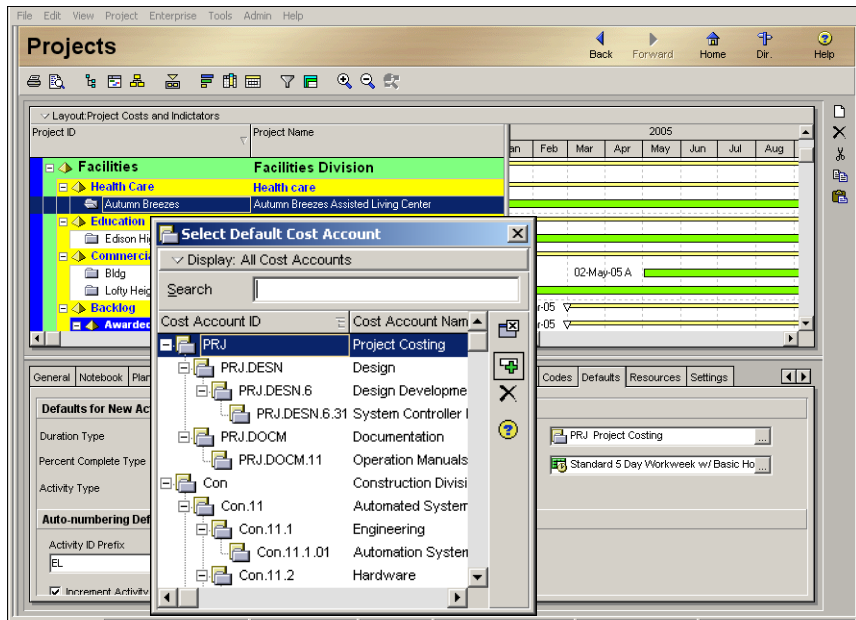 File Edit View Project Enterprise Tools Admin Help
Projects
Back Forward Home Dir. Help
Layout:Project Costs and Indictators
Project ID Project Name
2005
Feb Mar Apr May Jun Jul Aug
Facilities Facilities Division
Health Care Health care
Autumn Breezes Autumn Breezes Assisted Living Center
Education
Edison
Bldg 02-May-05 A
Lofty
Backlog
Awarded
Select Default Cost Account
Display: All Cost Accounts
Search
Cost Account ID Cost Account Nam
PRJ Project Costing
PRJ.DESN Design
PRJ.DESN.6 Design Developme
PRJ.DESN.6.31 System Controller
PRJ.DOCM Documentation
PRJ.DOCM.11 Operation Manuals
Con Construction Divisi
Con.11 Automated System
Con.11.1 Engineering
Con.11.1.01 Automation System
Con.11.2 Hardware
General Notebook Codes Defaults Resources Settings
Defaults for New
Duration Type PRJ Project Costing ...
Percent Complete Type Standard 5 Day Workweek w/ Basic Ho ...
Activity Type
Auto-numbering
Activity ID Prefix
EL
Increment Activity